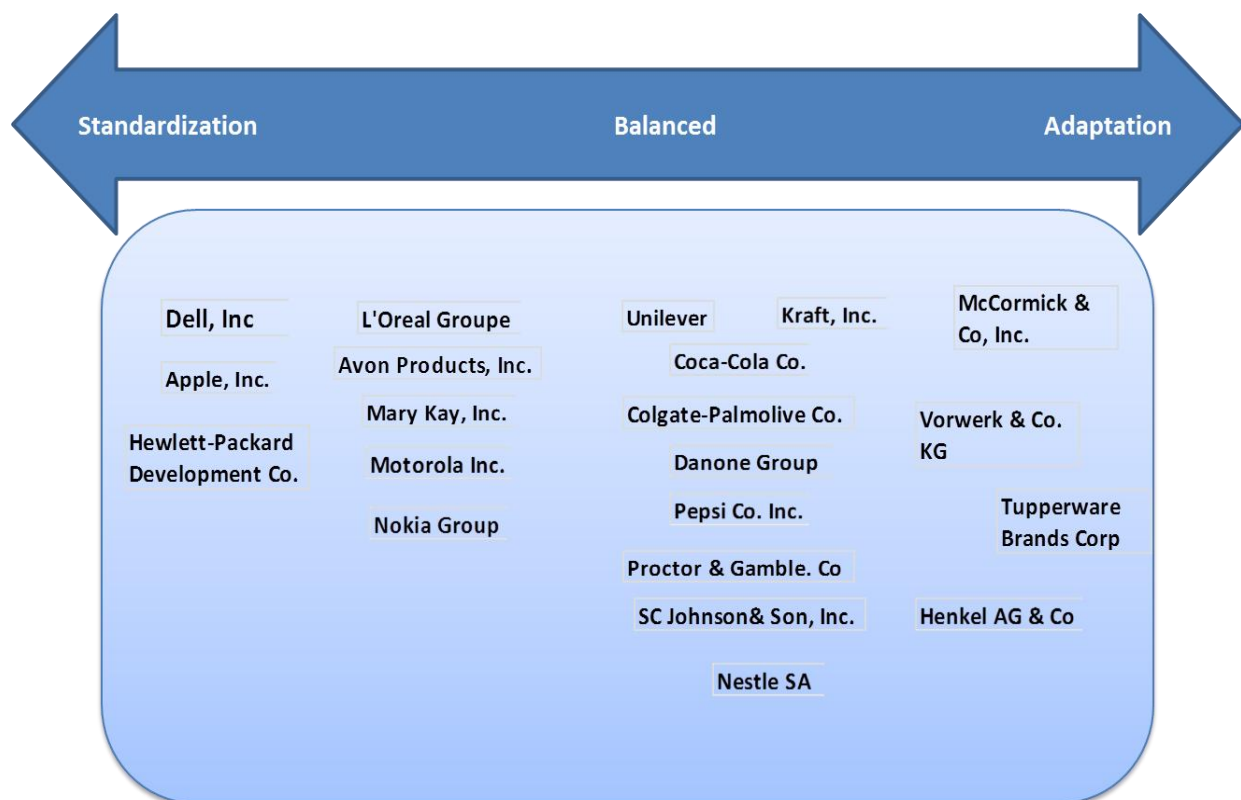 Standardization
Balanced
Adaptation
Dell, Inc
Apple, Inc.
Hewlett-Packard
Development Co.
L'Oreal Groupe
Avon Products, Inc.
Mary Kay, Inc.
Motorola Inc.
Nokia Group
Unilever
Kraft, Inc.
Coca-Cola Co.
Colgate-Palmolive Co.
Danone Group
Pepsi Co. Inc.
Proctor & Gamble. Co
SC Johnson& Son, Inc.
Nestle SA
McCormick &
Co, Inc.
Vorwerk & Co.
KG
Tupperware
Brands Corp
Henkel AG & Co